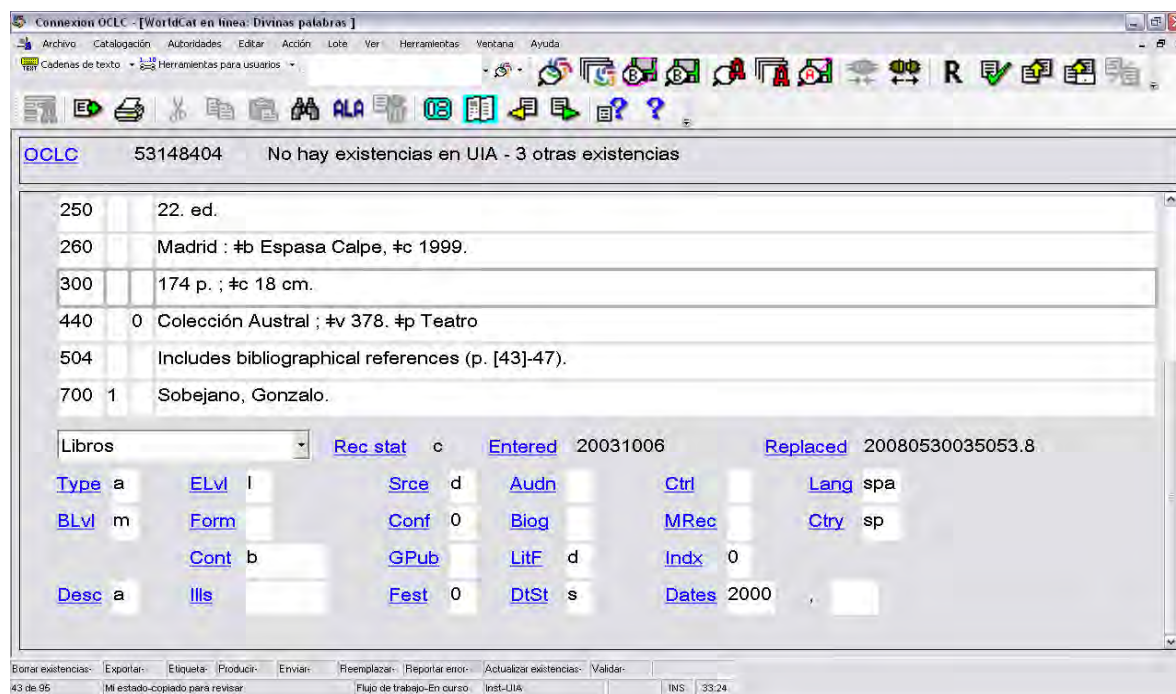 Connexion OCLC - [WorldCat en línea: Divinas palabras ]
Archivo Catalogación Autoridades Editar Acción Lote Ver Herramientas Ventana Ayuda
Cadenas de texto Herramientas para usuarios
R
ALA
OCLC 53148404 No hay existencias en UIA - 3 otras existencias
250 22. ed.
260 Madrid : ǂb Espasa Calpe, ǂc 1999.
300 174 p. ; ǂc 18 cm.
440 0 Colección Austral ; ǂv 378. ǂp Teatro
504 Includes bibliographical references (p. [43]-47).
700 1 Sobejano, Gonzalo.
Libros Rec stat c Entered 20031006 Replaced 20080530035053.8
Type a ELvl I Srce d Audn Ctrl Lang spa
BLvl m Form Conf 0 Biog MRec Ctry sp
Cont b GPub LitF d Indx 0
Desc a Ills Fest 0 DtSt s Dates 2000 ,
Borrar existencias- Exportar- Etiqueta- Producir- Enviar- Reemplazar- Reportar error- Actualizar existencias- Validar-
43 de 95 Mi estado-copiado para revisar Flujo de trabajo-En curso Inst-UIA INS 33:24